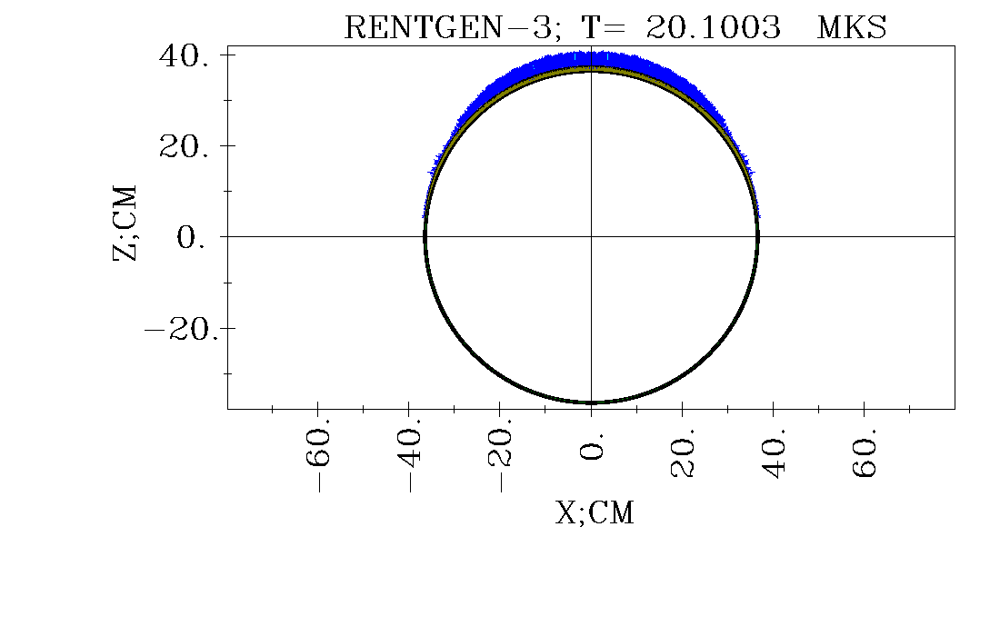 RENTGEN-3; T= 20.1003 MKS
40.
20.
0.
-20.
Z;CM
-60. -40. -20. 0. 20. 40. 60.
X;CM